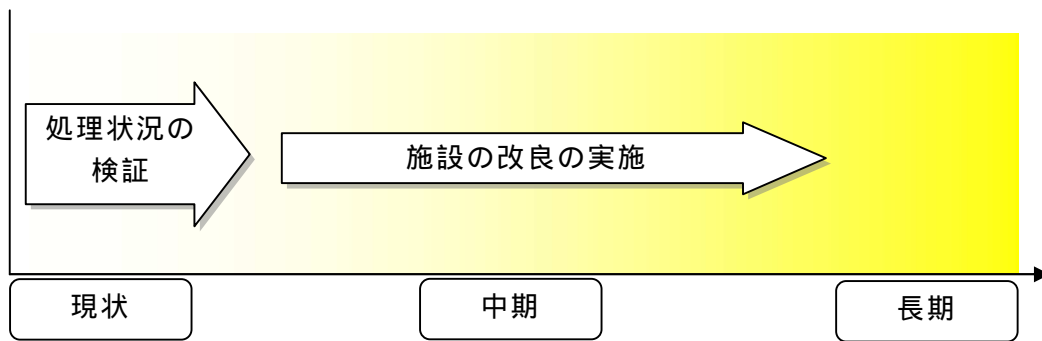 処理状況の
検証
施設の改良の実施
現状
中期
長期